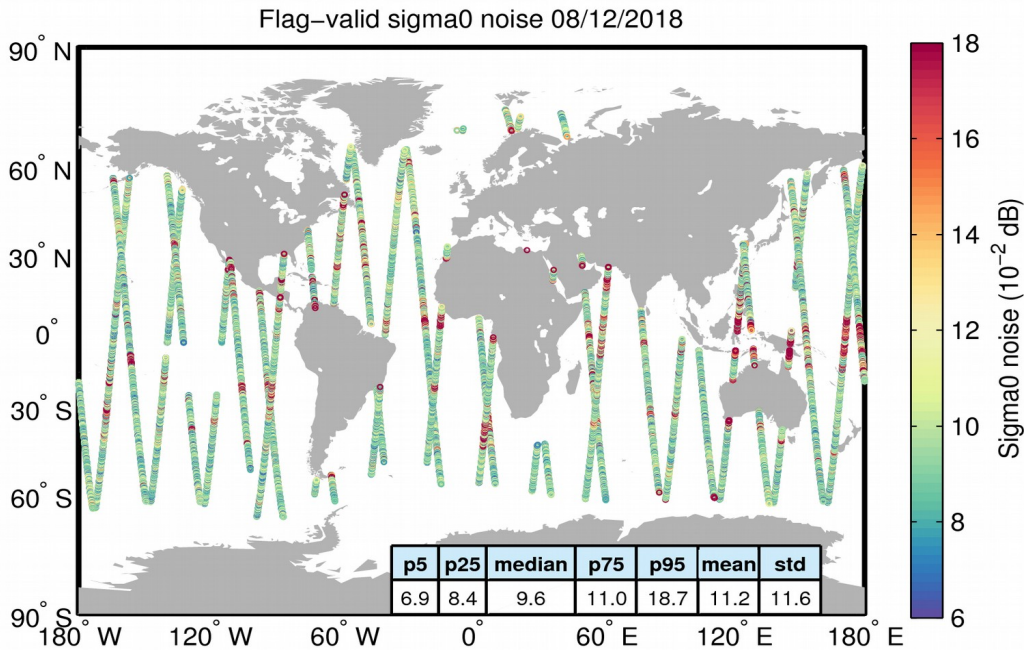 Flag−valid sigma0 noise 08/12/2018
90° N
60° N
30° N
0°
30° S
60° S
90° S
180° W 120° W 60° W 0° 60° E 120° E 180° E
p5 p25 median p75 p95 mean std
6.9 8.4 9.6 11.0 18.7 11.2 11.6
18
16
14
12
10
8
6
Sigma0 noise (10⁻² dB)